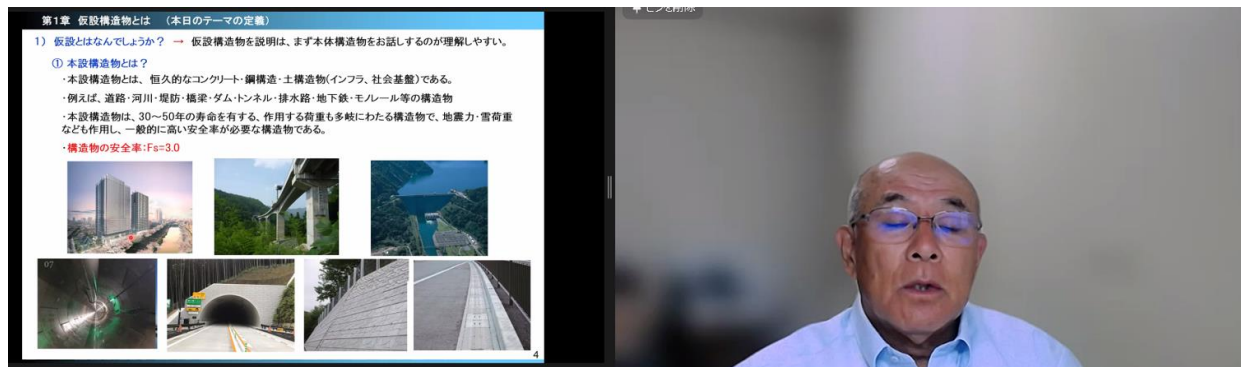 ピンを削除
第1章 仮設構造物とは （本日のテーマの定義）
1） 仮設とはなんでしょうか？ → 仮設構造物を説明は、まず本体構造物をお話しするのが理解しやすい。
① 本設構造物とは？
・本設構造物とは、恒久的なコンクリート・鋼構造・土構造物(インフラ、社会基盤)である。
・例えば、道路・河川・堤防・橋梁・ダム・トンネル・排水路・地下鉄・モノレール等の構造物
・本設構造物は、30～50年の寿命を有する、作用する荷重も多岐にわたる構造物で、地震力・雪荷重
なども作用し、一般的に高い安全率が必要な構造物である。
・構造物の安全率:Fs=3.0
07
4